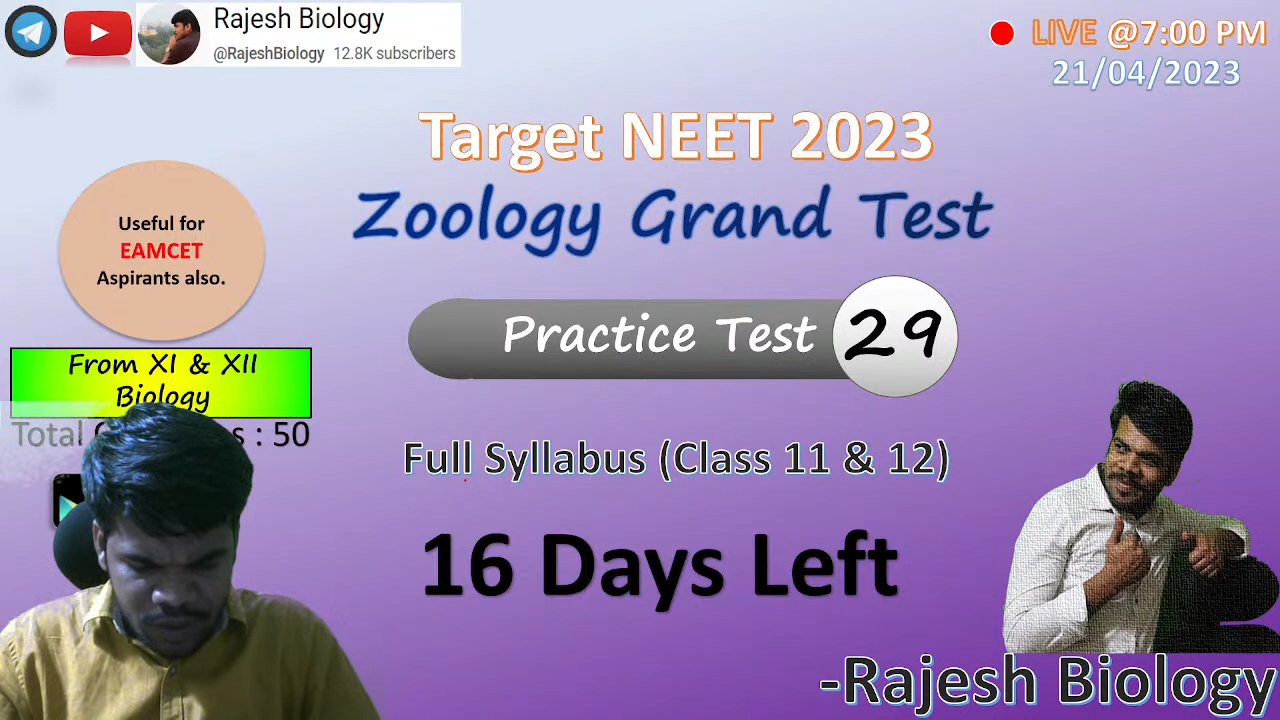 Rajesh Biology
@RajeshBiology 12.8K subscribers
LIVE @7:00 PM
21/04/2023
Target NEET 2023
Zoology Grand Test
Useful for
EAMCET
Aspirants also.
Practice Test 29
From XI & XII
Biology
Total : 50
Full Syllabus (Class 11 & 12)
16 Days Left
-Rajesh Biology